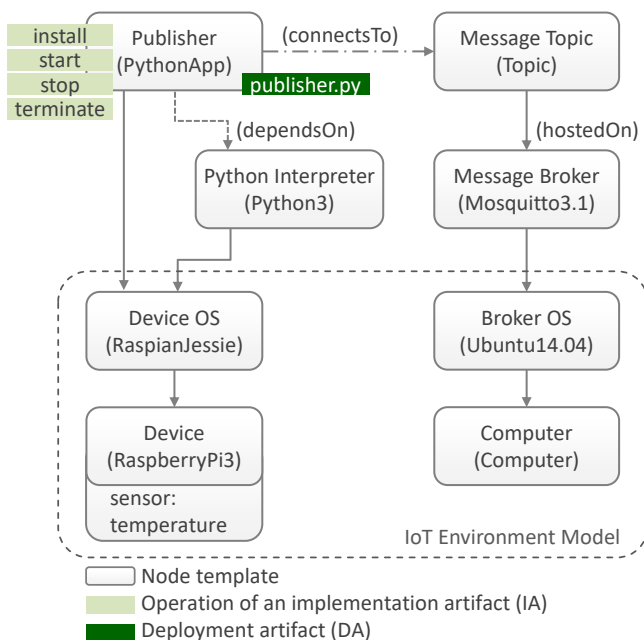 install
start
stop
terminate
Publisher
(PythonApp)
publisher.py
(connectsTo)
Message Topic
(Topic)
(dependsOn)
(hostedOn)
Python Interpreter
(Python3)
Message Broker
(Mosquitto3.1)
Device OS
(RaspianJessie)
Broker OS
(Ubuntu14.04)
Device
(RaspberryPi3)
sensor:
temperature
Computer
(Computer)
IoT Environment Model
Node template
Operation of an implementation artifact (IA)
Deployment artifact (DA)